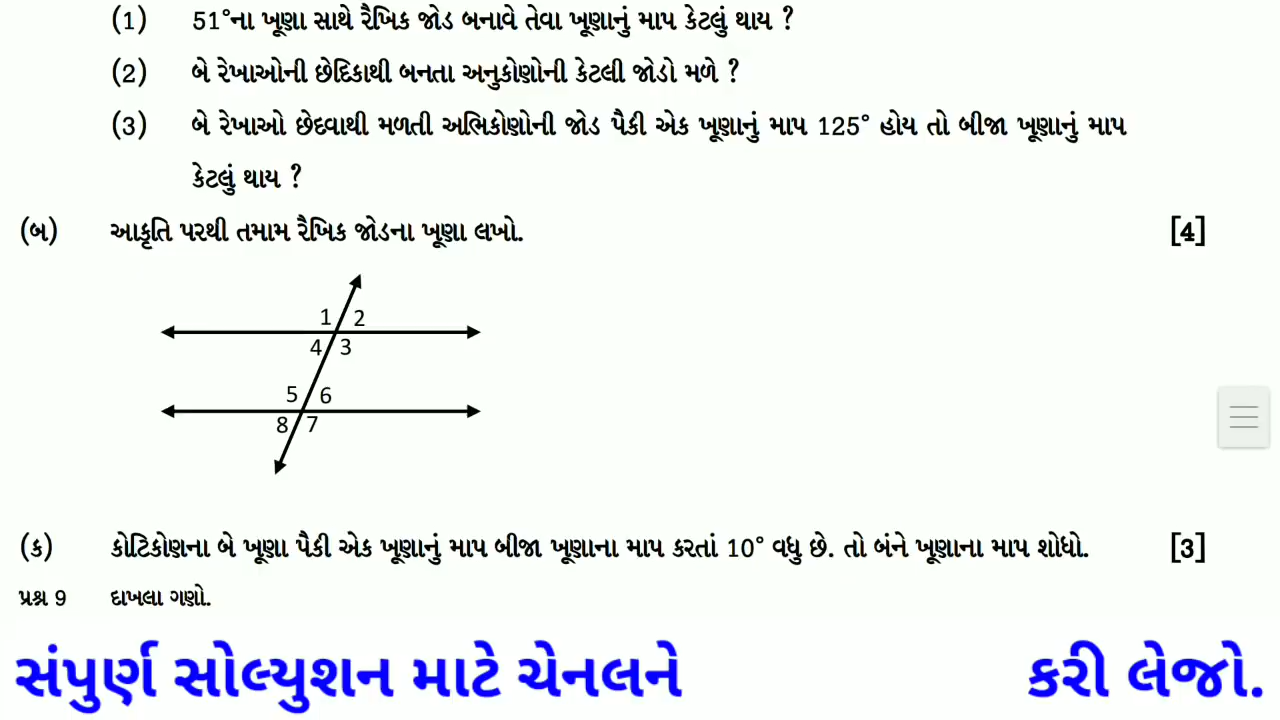 (1) 51°ના ખૂણા સાથે રૈખિક જોડ બનાવે તેવા ખૂણાનું માપ કેટલું થાય ?
(2) બે રેખાઓની છેદિકાથી બનતા અનુકોણોની કેટલી જોડો મળે ?
(3) બે રેખાઓ છેદવાથી મળતી અભિકોણોની જોડ પૈકી એક ખૂણાનું માપ 125° હોય તો બીજા ખૂણાનું માપ
કેટલું થાય ?
(બ) આકૃતિ પરથી તમામ રૈખિક જોડના ખૂણા લખો. [4]
1 2
4 3
5 6
8 7
(ક) કોટિકોણના બે ખૂણા પૈકી એક ખૂણાનું માપ બીજા ખૂણાના માપ કરતાં 10° વધુ છે. તો બંને ખૂણાના માપ શોધો. [3]
પ્રશ્ન 9 દાખલા ગણો.
સંપુર્ણ સોલ્યુશન માટે ચેનલને કરી લેજો.